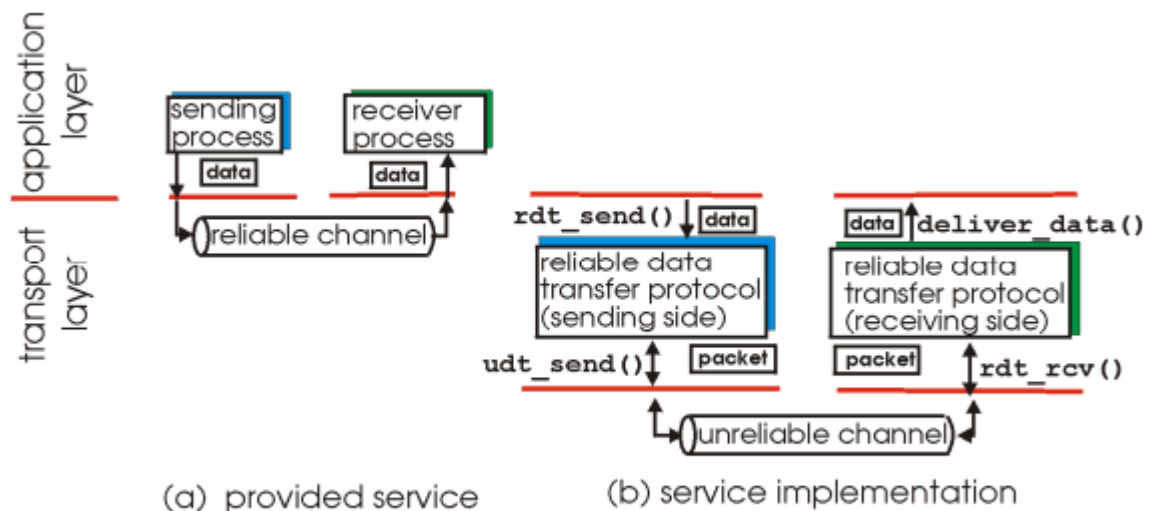 application
layer
transport
layer
sending
process
receiver
process
data
data
reliable channel
(a) provided service
rdt_send()
data
data
deliver_data()
reliable data
transfer protocol
(sending side)
reliable data
transfer protocol
(receiving side)
udt_send()
packet
packet
rdt_rcv()
unreliable channel
(b) service implementation